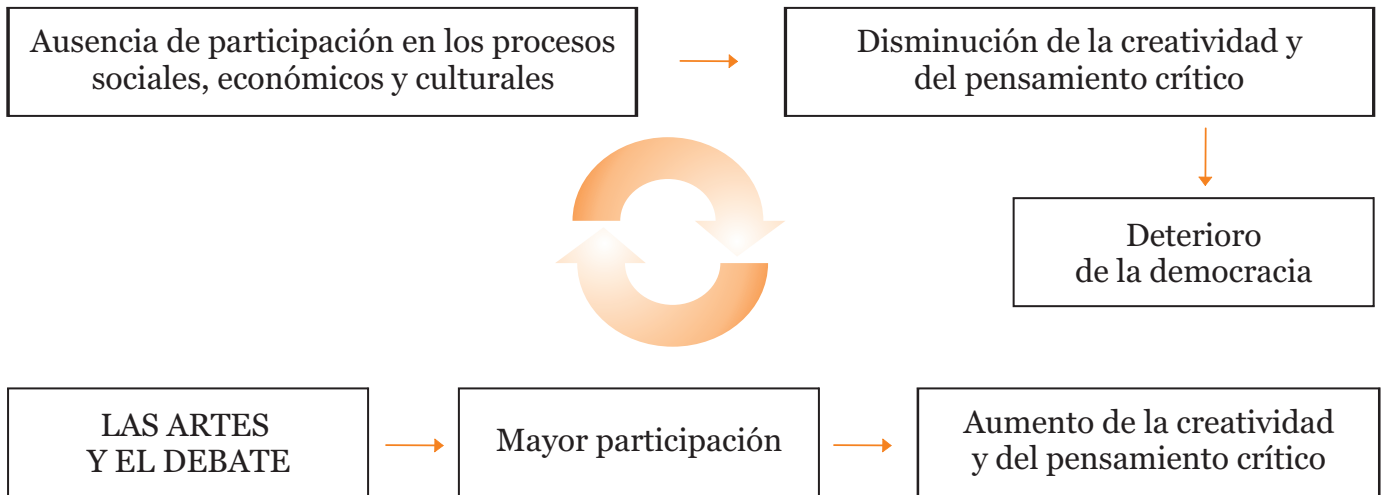 Ausencia de participación en los procesos
sociales, económicos y culturales
Disminución de la creatividad y
del pensamiento crítico
Deterioro
de la democracia
LAS ARTES
Y EL DEBATE
Mayor participación
Aumento de la creatividad
y del pensamiento crítico